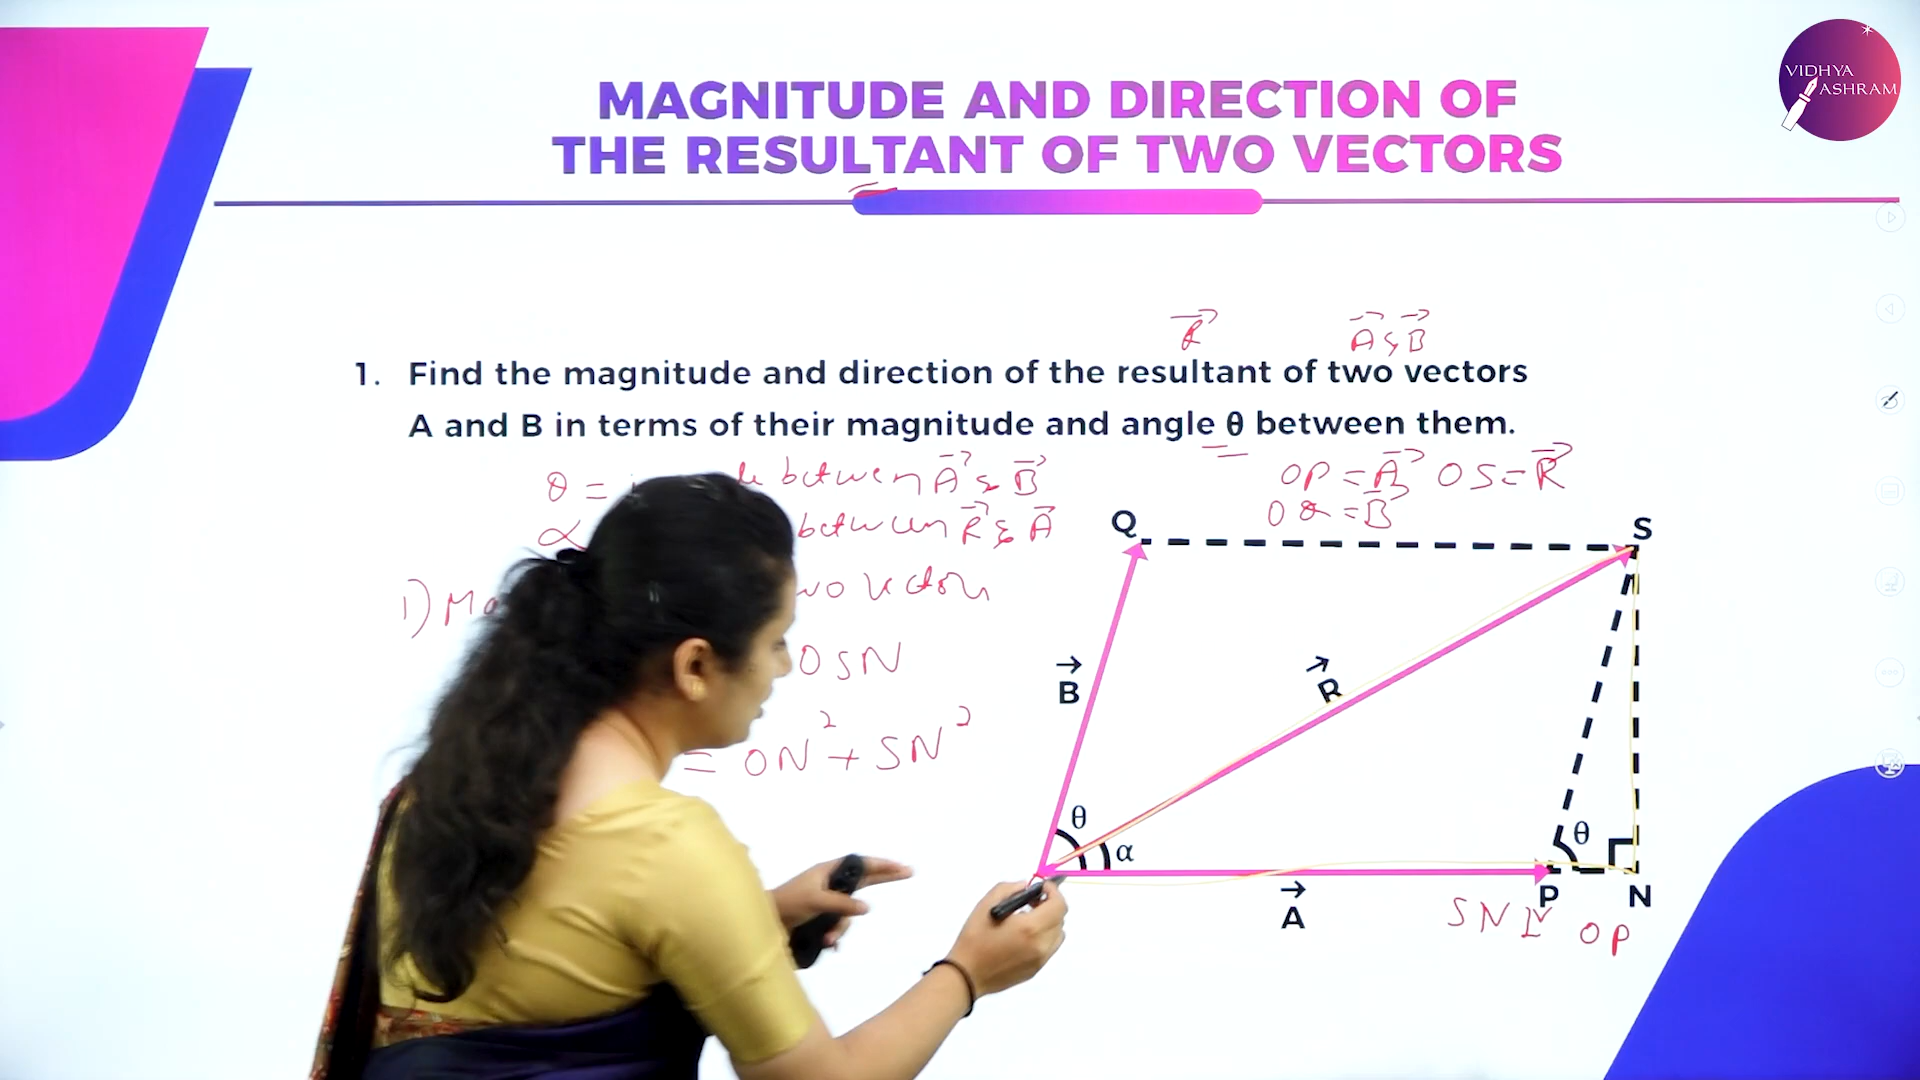 VIDHYA
ASHRAM
MAGNITUDE AND DIRECTION OF
THE RESULTANT OF TWO VECTORS
R
A & B
1. Find the magnitude and direction of the resultant of two vectors
A and B in terms of their magnitude and angle θ between them.
θ = between A & B
α between R & A
OP = A OS = R
OQ = B
1)
OSN
= ON² + SN²
Q
S
B
R
θ
α
θ
A
P
N
SN
OP